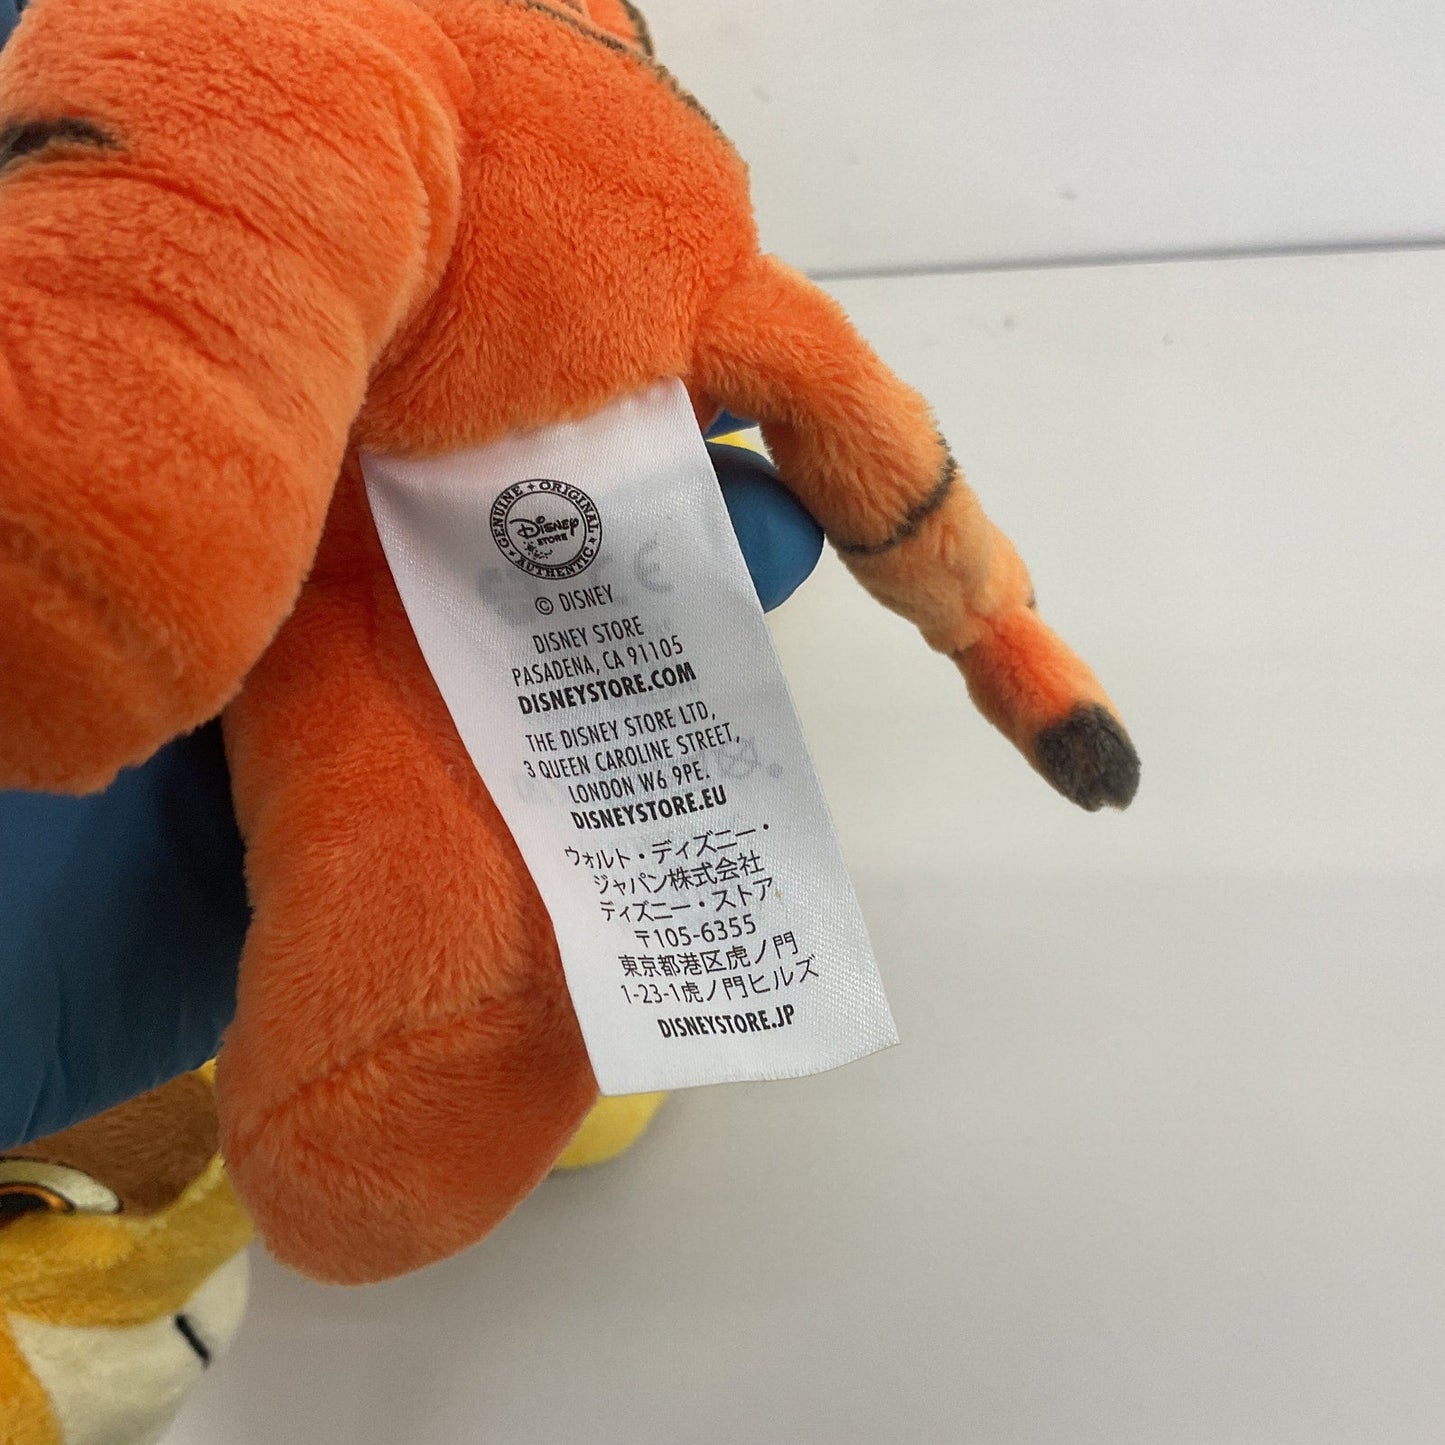 GENUINE ORIGINAL AUTHENTIC
Disney
STORE
© DISNEY
DISNEY STORE
PASADENA, CA 91105
DISNEYSTORE.COM
THE DISNEY STORE LTD,
3 QUEEN CAROLINE STREET,
LONDON W6 9PE.
DISNEYSTORE.EU
ウォルト・ディズニー・
ジャパン株式会社
ディズニー・ストア
〒105-6355
東京都港区虎ノ門
1-23-1虎ノ門ヒルズ
DISNEYSTORE.JP